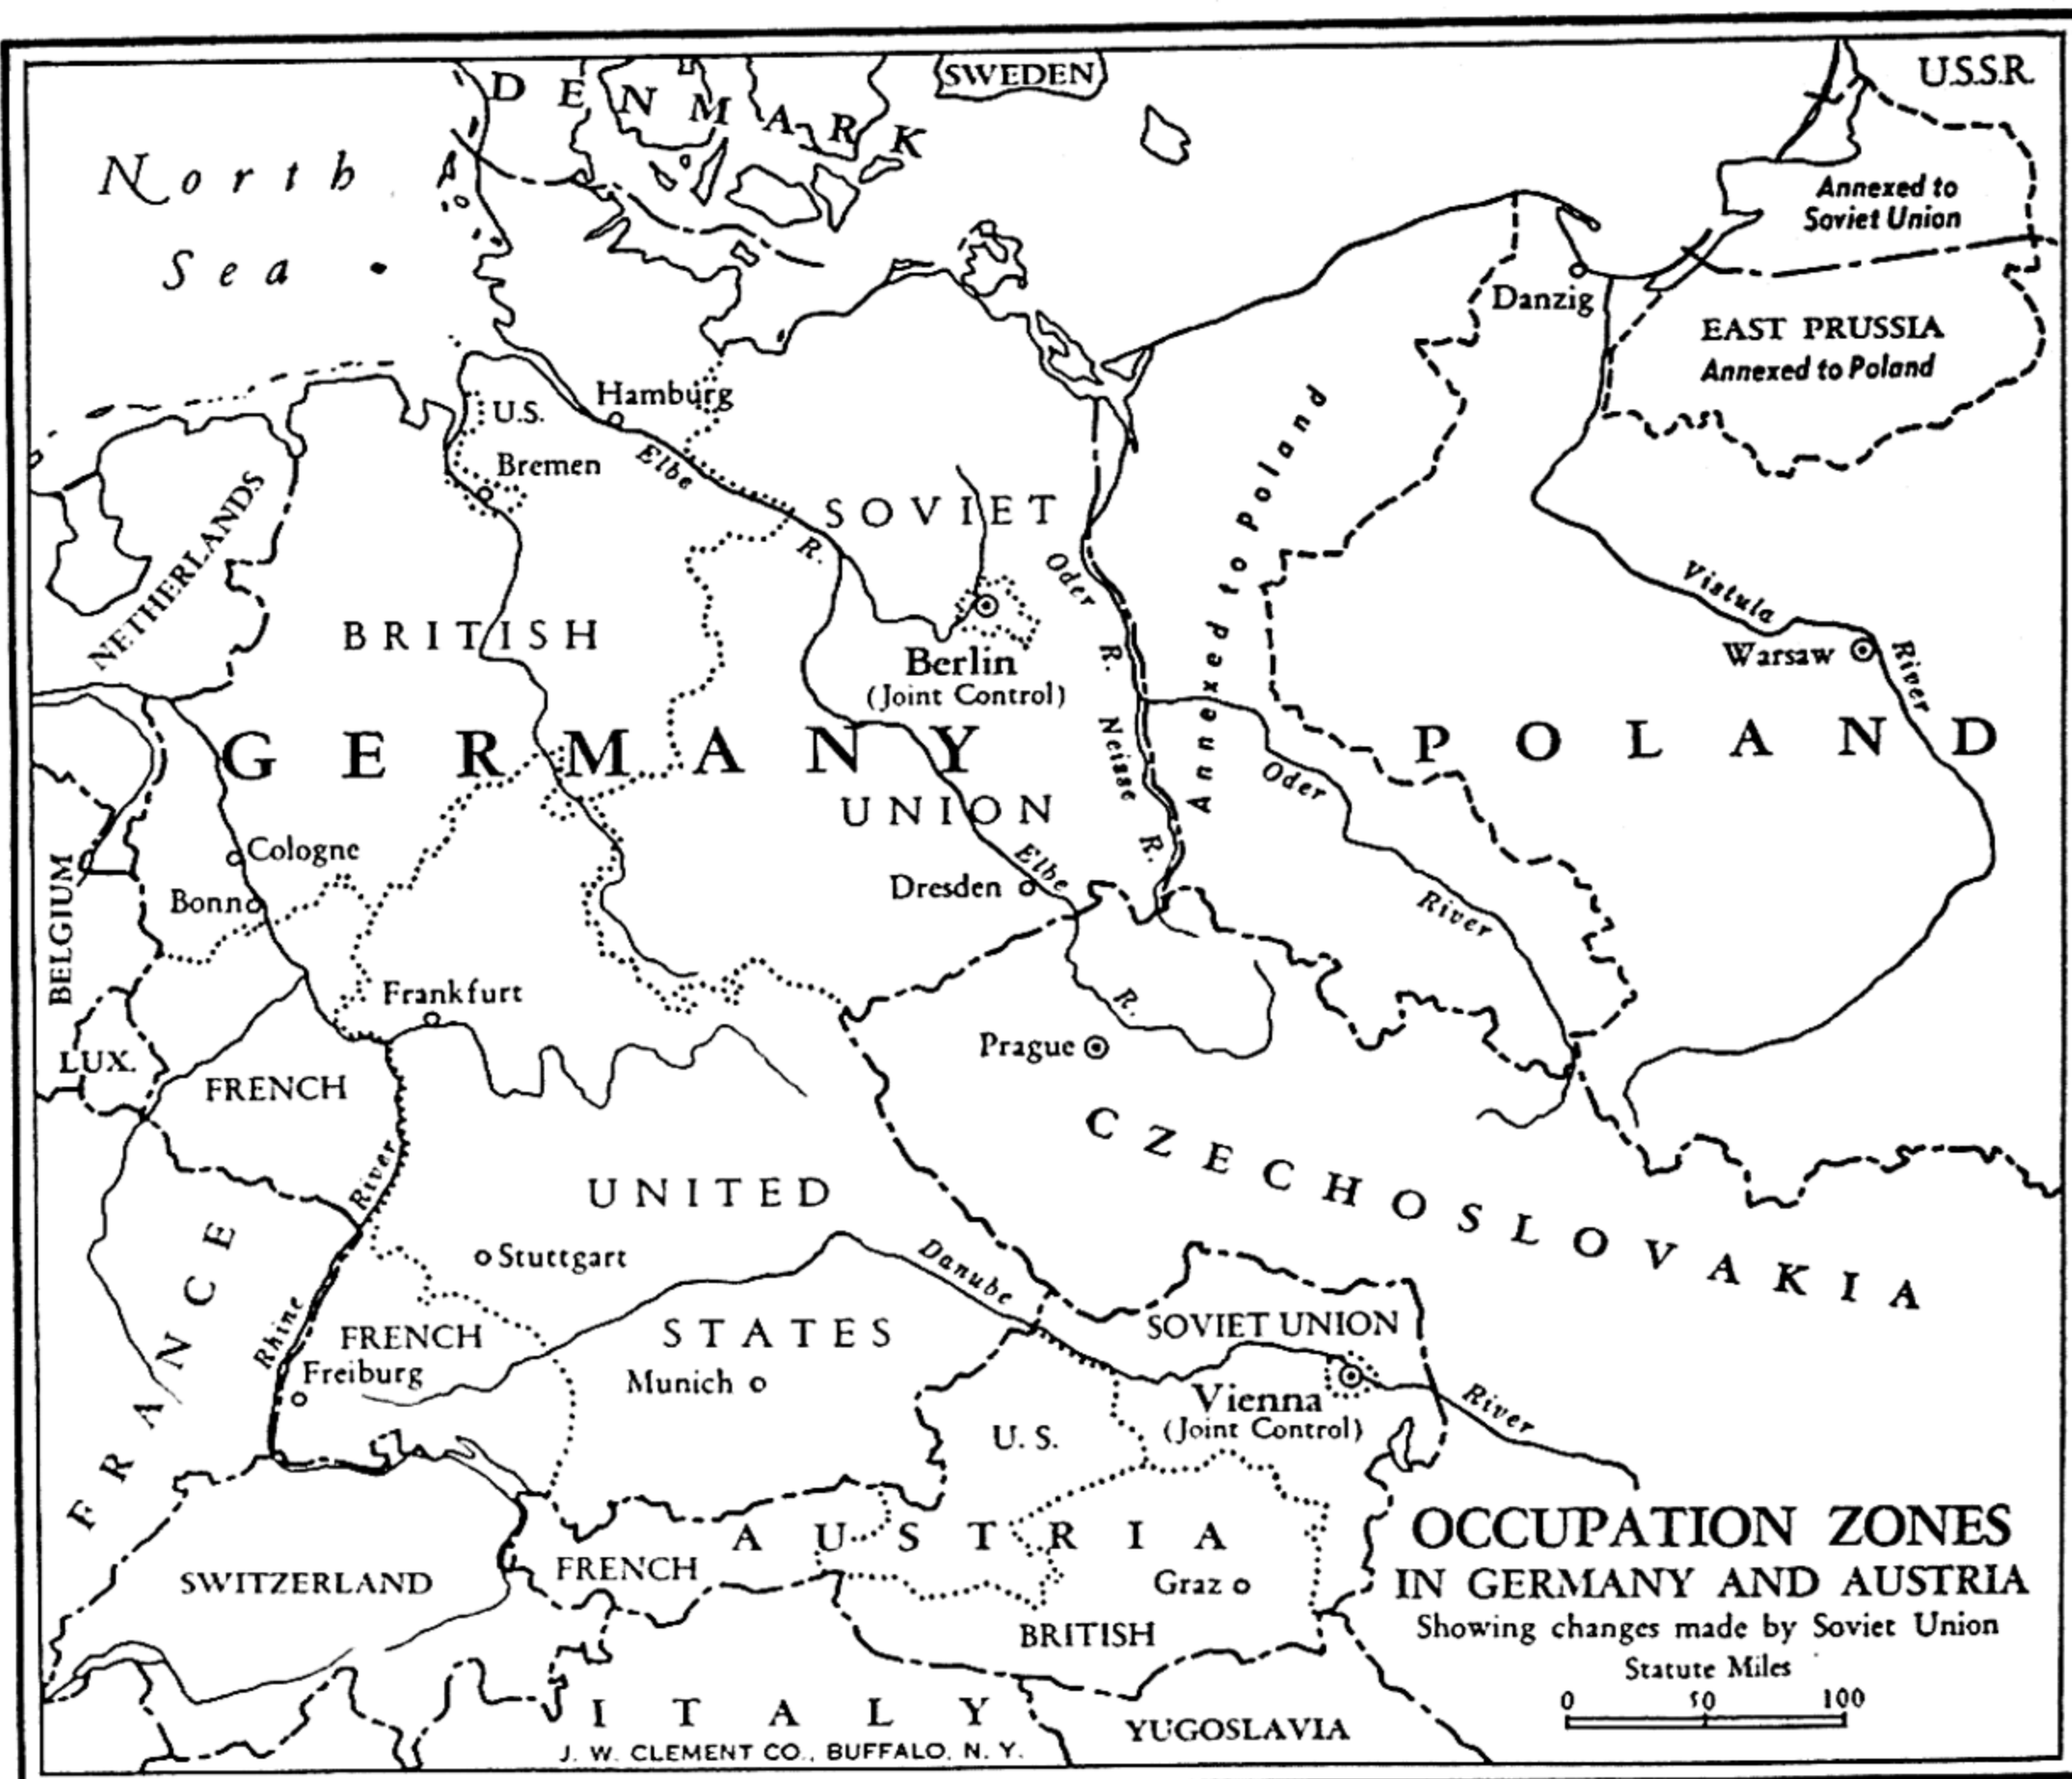 DENMARK
SWEDEN
U.S.S.R.
North
Sea
Annexed to
Soviet Union
Danzig
EAST PRUSSIA
Annexed to Poland
Hamburg
U.S.
Bremen
Elbe
R.
NETHERLANDS
SOVIET
Oder
R.
Annexed to Poland
Vistula
River
Warsaw
BRITISH
Berlin
(Joint Control)
Neisse
R.
GERMANY
POLAND
UNION
Oder
River
Cologne
Bonn
BELGIUM
Dresden
Elbe
R.
Frankfurt
LUX.
FRENCH
Prague
CZECHOSLOVAKIA
River
Rhine
UNITED
STATES
Stuttgart
Danube
FRANCE
FRENCH
Freiburg
Munich
SOVIET UNION
Vienna
(Joint Control)
River
U. S.
AUSTRIA
FRENCH
SWITZERLAND
Graz
BRITISH
ITALY
YUGOSLAVIA
OCCUPATION ZONES
IN GERMANY AND AUSTRIA
Showing changes made by Soviet Union
Statute Miles
0 50 100
J. W. CLEMENT CO., BUFFALO, N. Y.